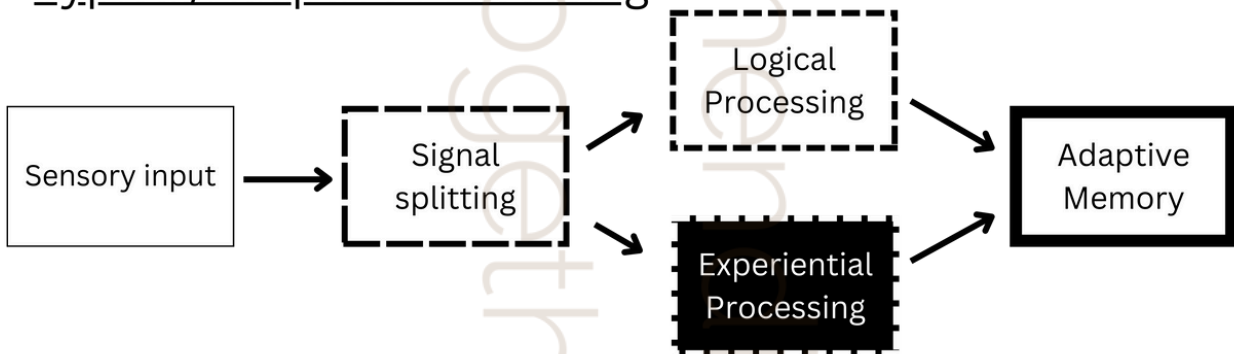 Sensory input
Signal
splitting
Logical
Processing
Experiential
Processing
Adaptive
Memory